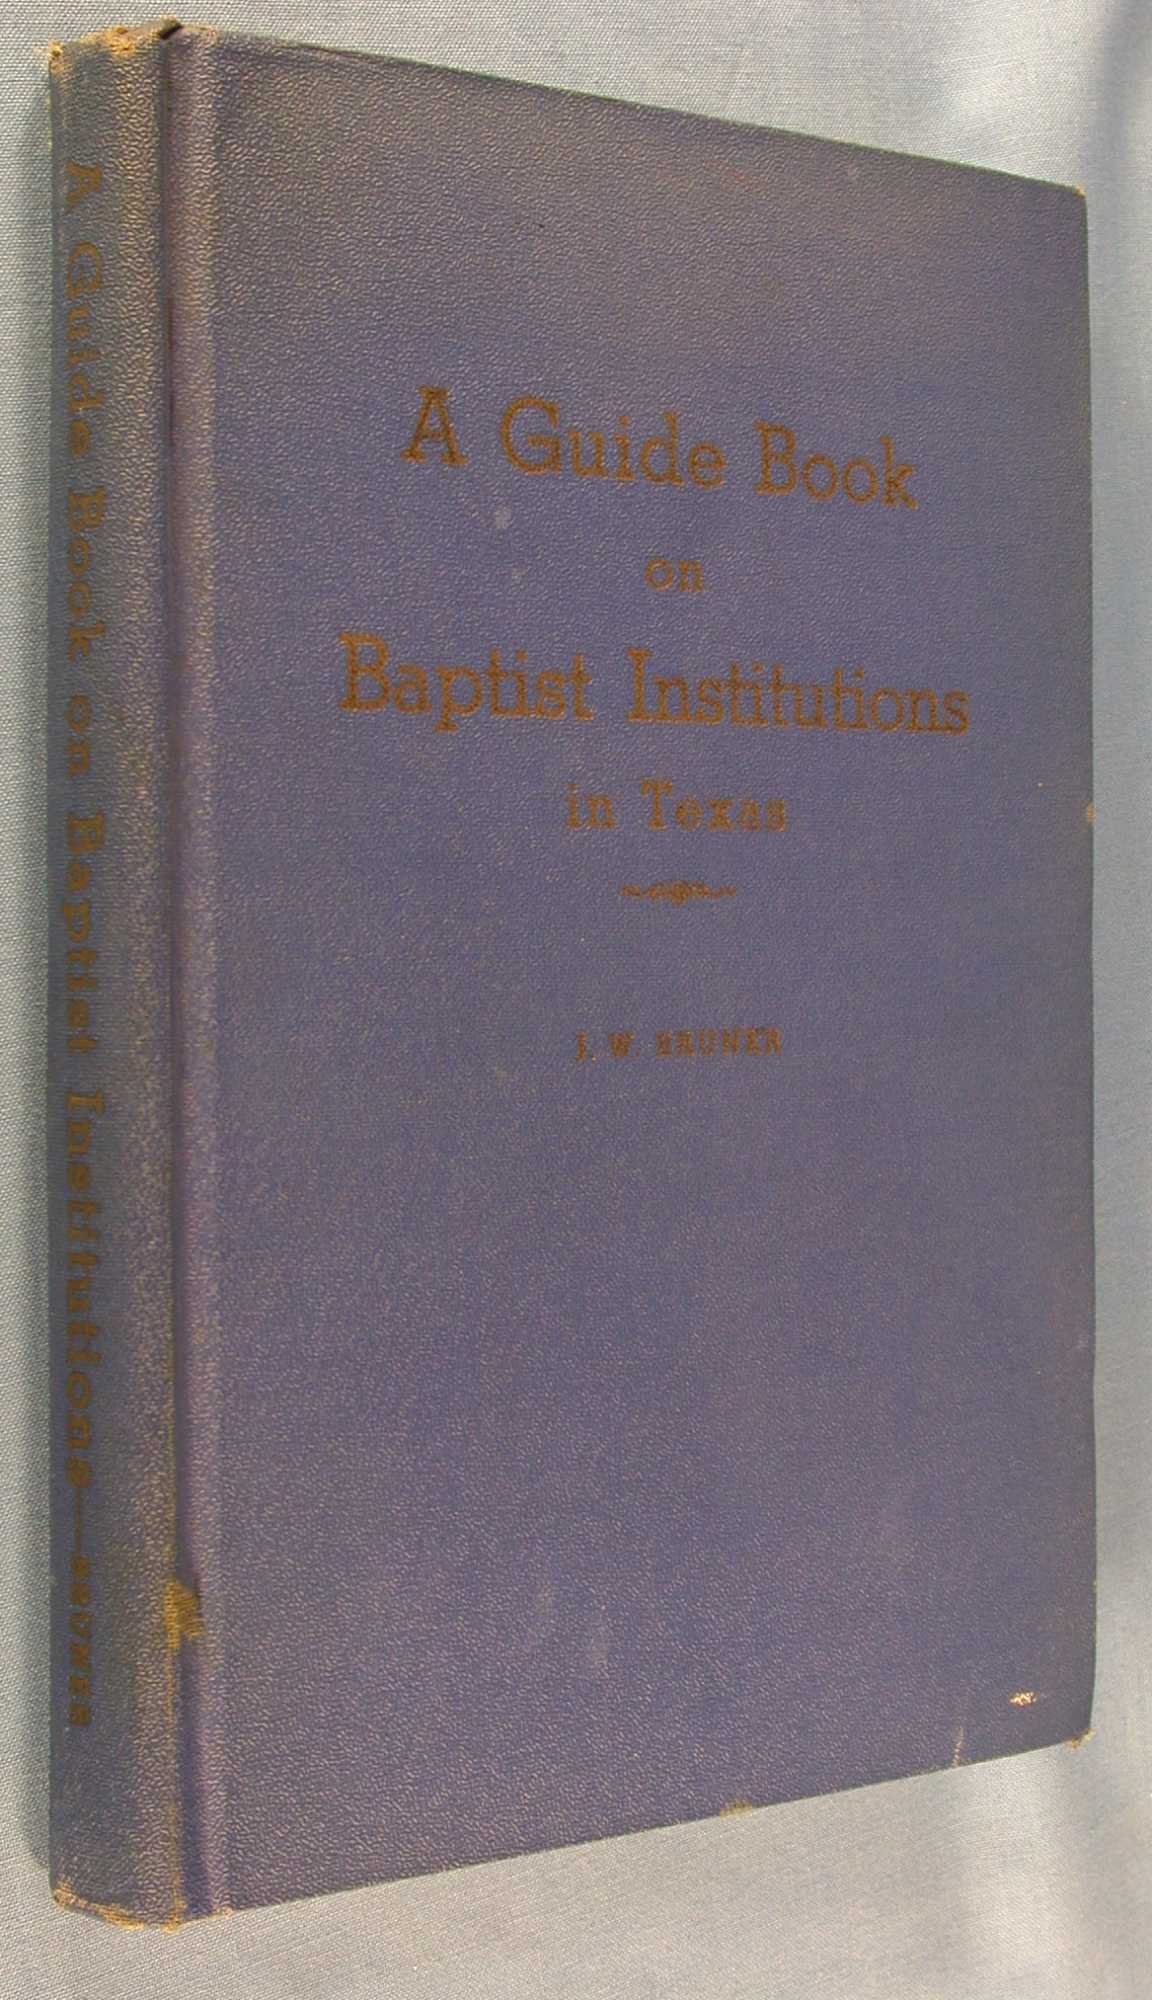 A Guide Book on Baptist Institutions—BRUNER
A Guide Book
on
Baptist Institutions
in Texas
J. W. BRUNER